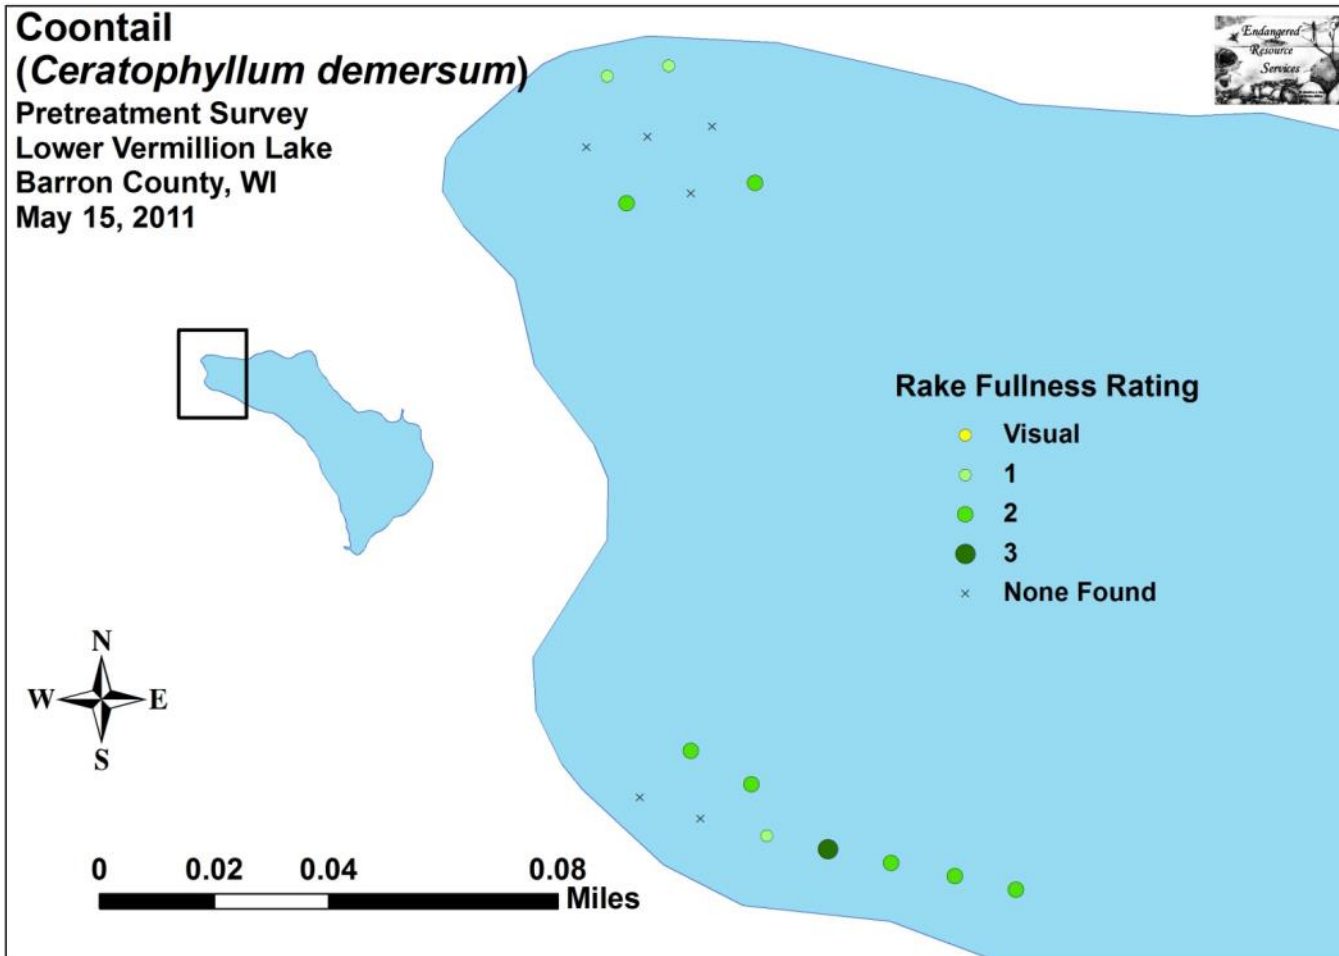 Coontail
(Ceratophyllum demersum)
Pretreatment Survey
Lower Vermillion Lake
Barron County, WI
May 15, 2011
Endangered
Resource
Services
Rake Fullness Rating
Visual
1
2
3
None Found
N
W E
S
0 0.02 0.04 0.08
Miles